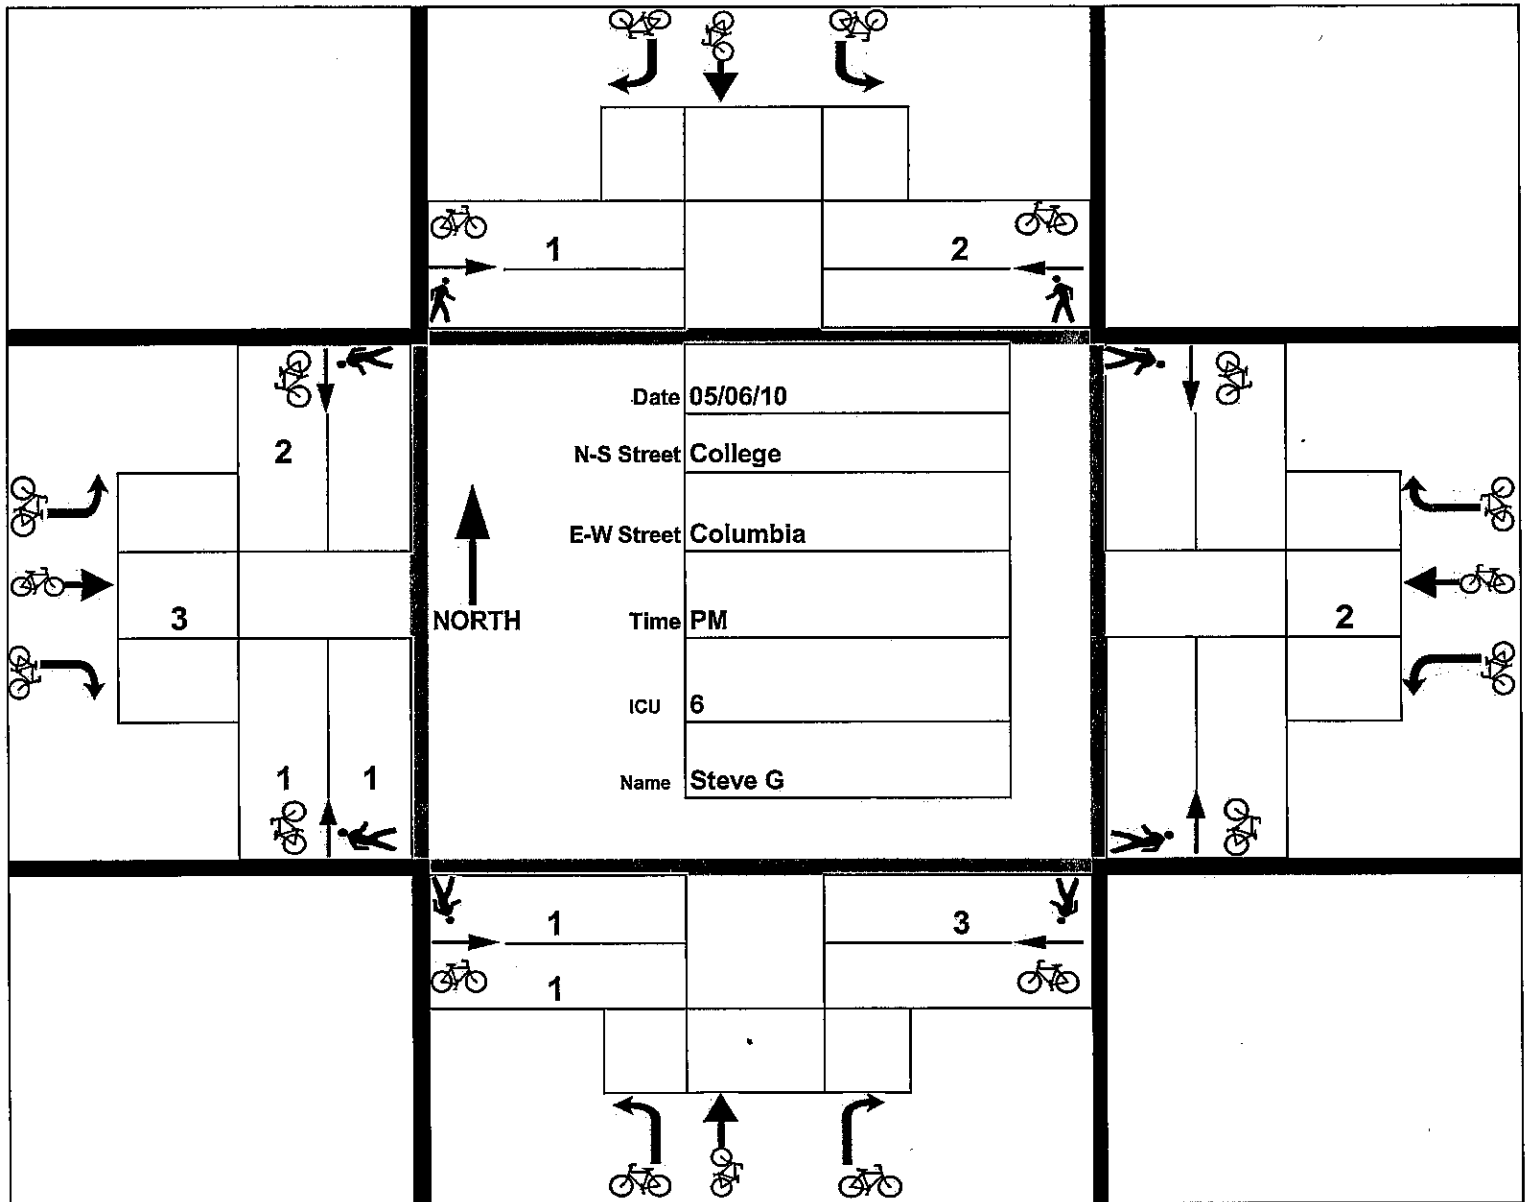 1 2
Date 05/06/10
2
N-S Street College
E-W Street Columbia
3 NORTH Time PM 2
ICU 6
1 1 Name Steve G
1 3
1